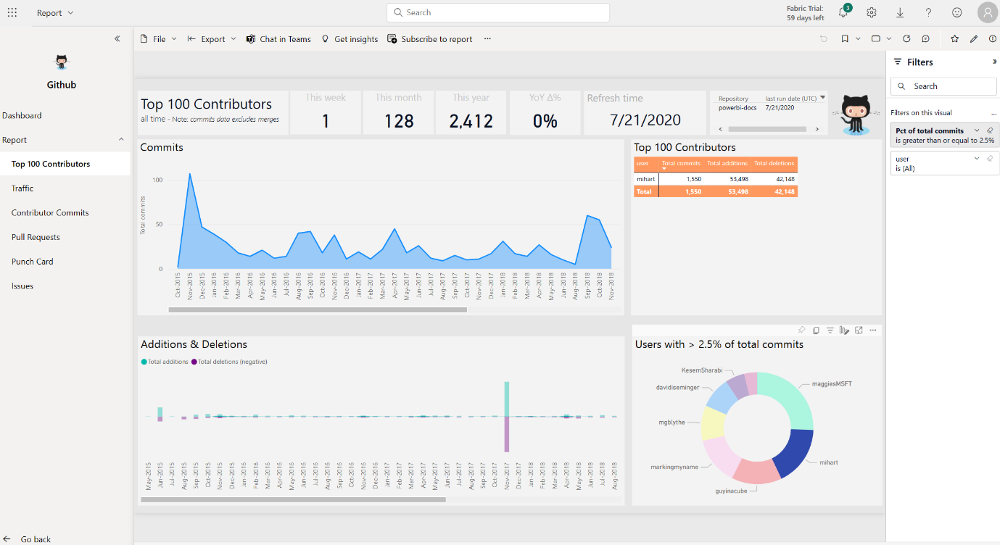 Report
Search
Fabric Trial:
59 days left
3
File
Export
Chat in Teams
Get insights
Subscribe to report
Github
Dashboard
Report
Top 100 Contributors
Traffic
Contributor Commits
Pull Requests
Punch Card
Issues
Go back
Top 100 Contributors
all time - Note: commits data excludes merges
This week
1
This month
128
This year
2,412
YoY Δ%
0%
Refresh time
7/21/2020
Repository last run date (UTC)
powerbi-docs 7/21/2020
Commits
Total commits
100
50
0
Oct-2015
Nov-2015
Dec-2015
Jan-2016
Feb-2016
Mar-2016
Apr-2016
May-2016
Jun-2016
Jul-2016
Aug-2016
Sep-2016
Oct-2016
Nov-2016
Dec-2016
Jan-2017
Feb-2017
Mar-2017
Apr-2017
May-2017
Jun-2017
Jul-2017
Aug-2017
Sep-2017
Oct-2017
Nov-2017
Dec-2017
Jan-2018
Feb-2018
Mar-2018
Apr-2018
May-2018
Jun-2018
Jul-2018
Aug-2018
Sep-2018
Oct-2018
Nov-2018
Top 100 Contributors
user Total commits Total additions Total deletions
mihart 1,550 53,498 42,148
Total 1,550 53,498 42,148
Additions & Deletions
Total additions Total deletions (negative)
May-2015
Jun-2015
Jul-2015
Aug-2015
Sep-2015
Oct-2015
Nov-2015
Dec-2015
Jan-2016
Feb-2016
Mar-2016
Apr-2016
May-2016
Jun-2016
Jul-2016
Aug-2016
Sep-2016
Oct-2016
Nov-2016
Dec-2016
Jan-2017
Feb-2017
Mar-2017
Apr-2017
May-2017
Jun-2017
Jul-2017
Aug-2017
Sep-2017
Oct-2017
Nov-2017
Dec-2017
Jan-2018
Feb-2018
Mar-2018
Apr-2018
May-2018
Jun-2018
Jul-2018
Aug-2018
Users with > 2.5% of total commits
KesemSharabi
davidiseminger
mgblythe
markingmyname
guyinacube
maggiesMSFT
mihart
Filters
Search
Filters on this visual
Pct of total commits
is greater than or equal to 2.5%
user
is (All)